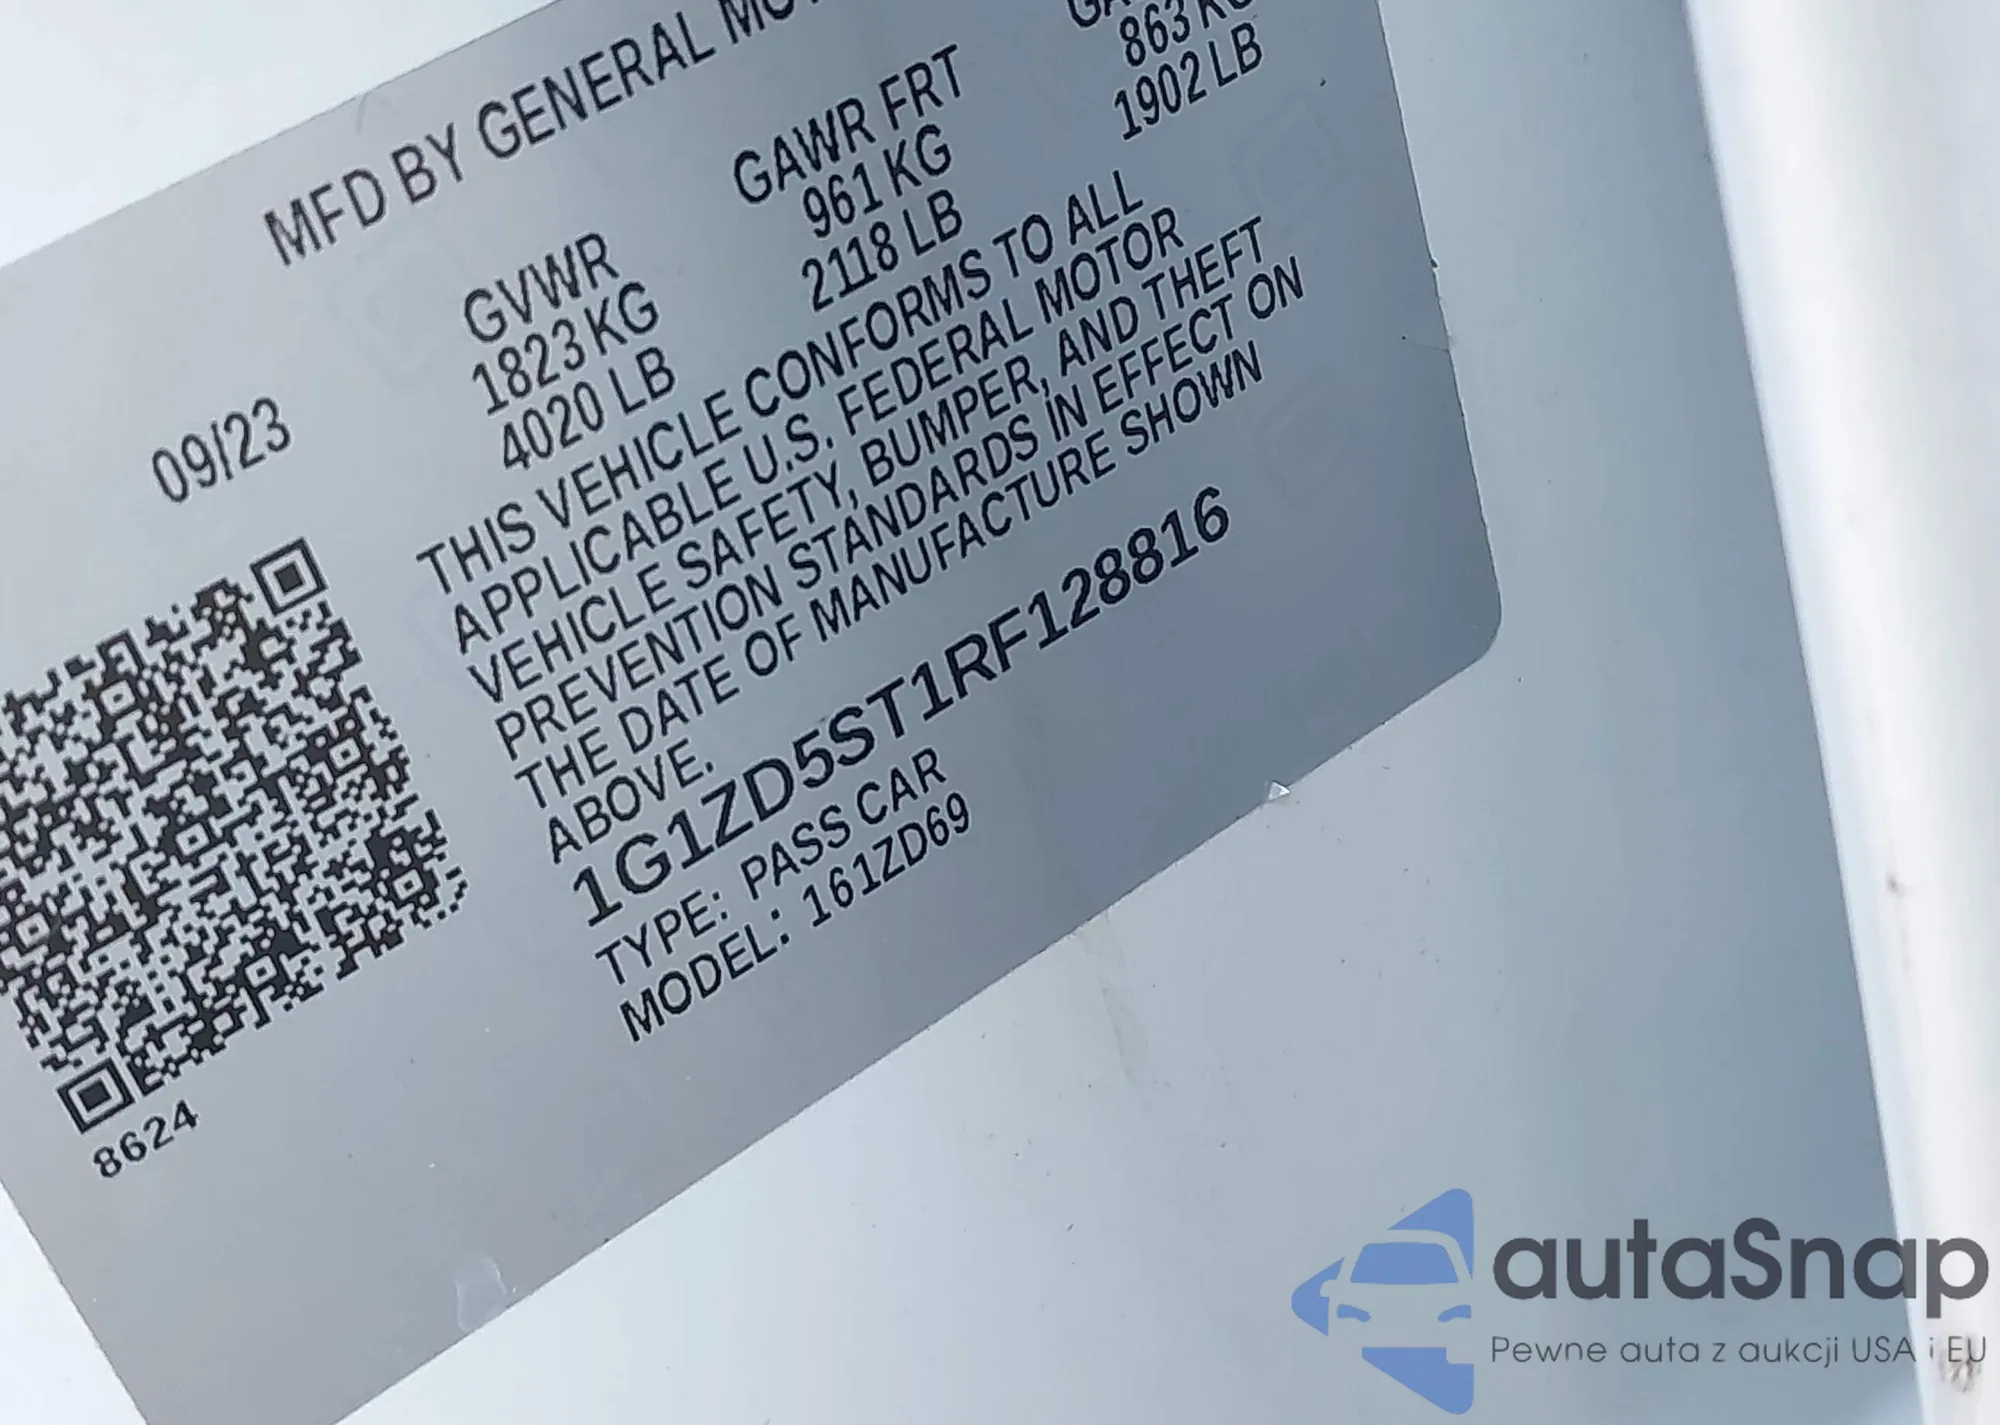 MFD BY GENERAL
GVWR
1823 KG
4020 LB
GAWR FRT
961 KG
2118 LB
863
1902 LB
09/23
THIS VEHICLE CONFORMS TO ALL
APPLICABLE U.S. FEDERAL MOTOR
VEHICLE SAFETY, BUMPER, AND THEFT
PREVENTION STANDARDS IN EFFECT ON
THE DATE OF MANUFACTURE SHOWN
ABOVE.
1G1ZD5ST1RF128816
TYPE: PASS CAR
MODEL: 161ZD69
8624
autaSnap
Pewne auta z aukcji USA i EU